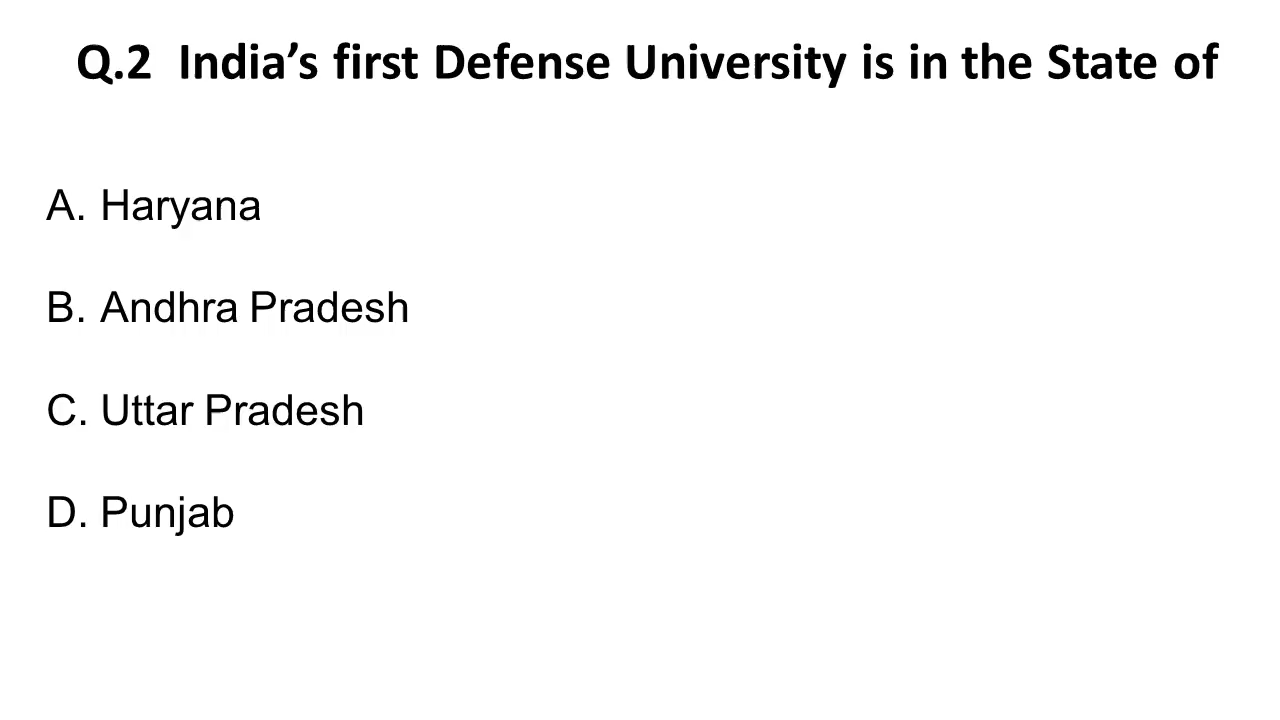 Q.2  India’s first Defense University is in the State of
A. Haryana
B. Andhra Pradesh
C. Uttar Pradesh
D. Punjab